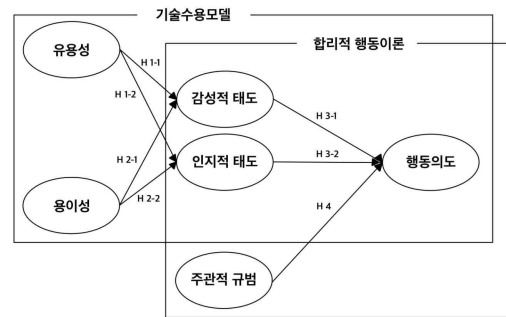 기술수용모델
합리적 행동이론
유용성
H 1-1
H 1-2
감성적 태도
H 3-1
H 2-1
인지적 태도
H 3-2
행동의도
용이성
H 2-2
H 4
주관적 규범